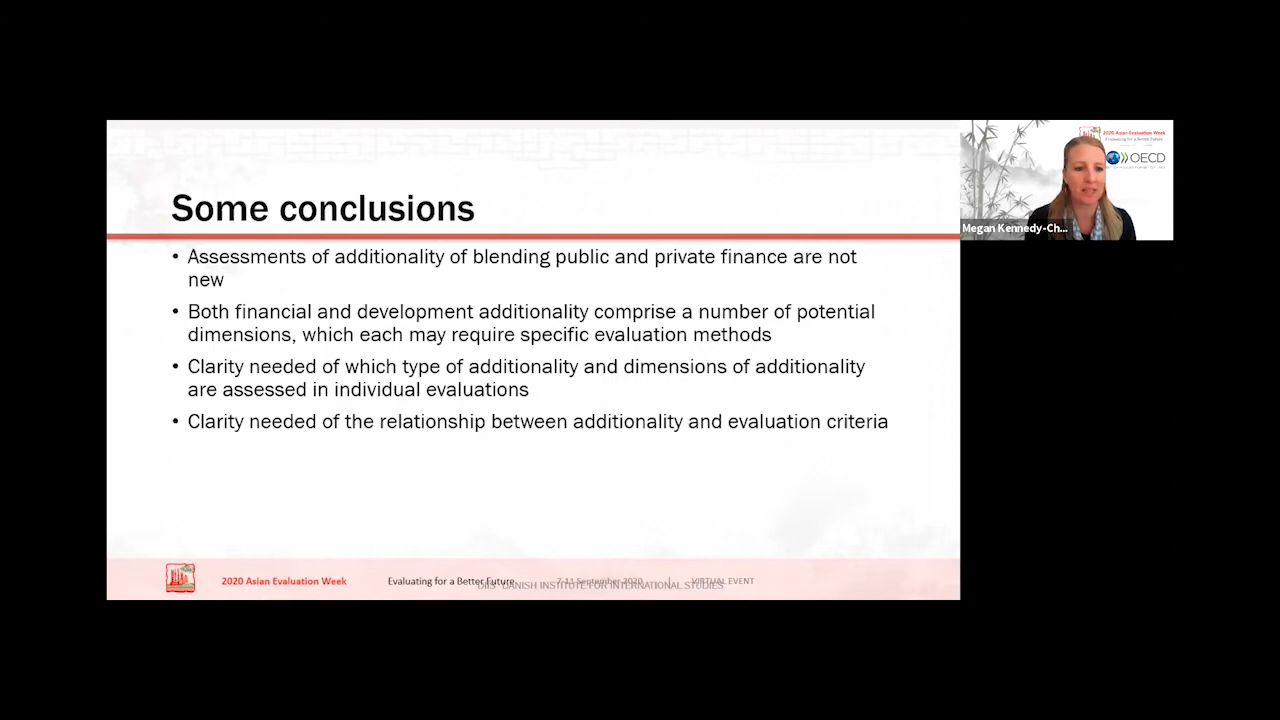 Some conclusions
• Assessments of additionality of blending public and private finance are not
new
• Both financial and development additionality comprise a number of potential
dimensions, which each may require specific evaluation methods
• Clarity needed of which type of additionality and dimensions of additionality
are assessed in individual evaluations
• Clarity needed of the relationship between additionality and evaluation criteria
2020 Asian Evaluation Week
Evaluating for a Better Future
7-11 September 2020 | VIRTUAL EVENT
DIIS · DANISH INSTITUTE FOR INTERNATIONAL STUDIES
2020 Asian Evaluation Week
Evaluating for a Better Future
OECD
Megan Kennedy-Ch...